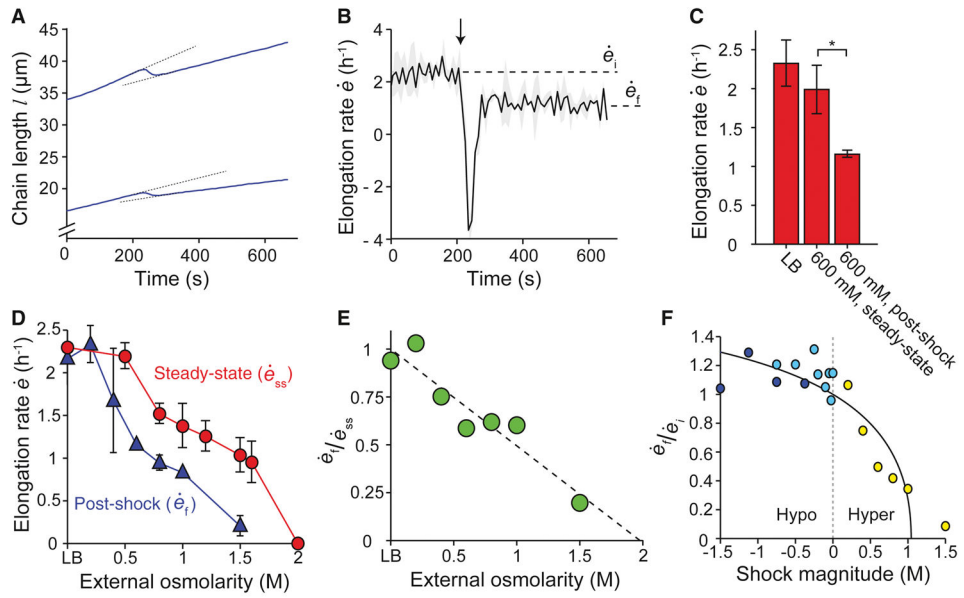 A
Chain length l (μm)
45
40
35
20
0
200
400
600
Time (s)
B
Elongation rate ė (h⁻¹)
4
2
0
- 2
- 4
ėi
ėf
0
200
400
600
Time (s)
C
Elongation rate ė (h⁻¹)
2.5
2
1.5
1
0.5
0
*
LB
600 mM, steady-state
600 mM, post-shock
D
Elongation rate ė (h⁻¹)
2.5
2
1.5
1
0.5
0
Steady-state (ėss)
Post-shock (ėf)
LB
0.5
1
1.5
2
External osmolarity (M)
E
ėf/ėss
1
0.75
0.5
0.25
0
LB
0.5
1
1.5
2
External osmolarity (M)
F
ėf/ėi
1.4
1.2
1
0.8
0.6
0.4
0.2
0
Hypo
Hyper
-1.5
-1
-0.5
0
0.5
1
1.5
Shock magnitude (M)